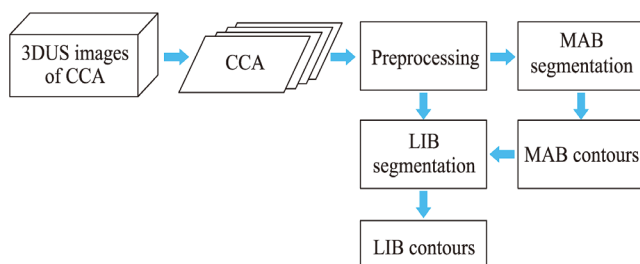 3DUS images
of CCA
CCA
Preprocessing
MAB
segmentation
LIB
segmentation
MAB contours
LIB contours